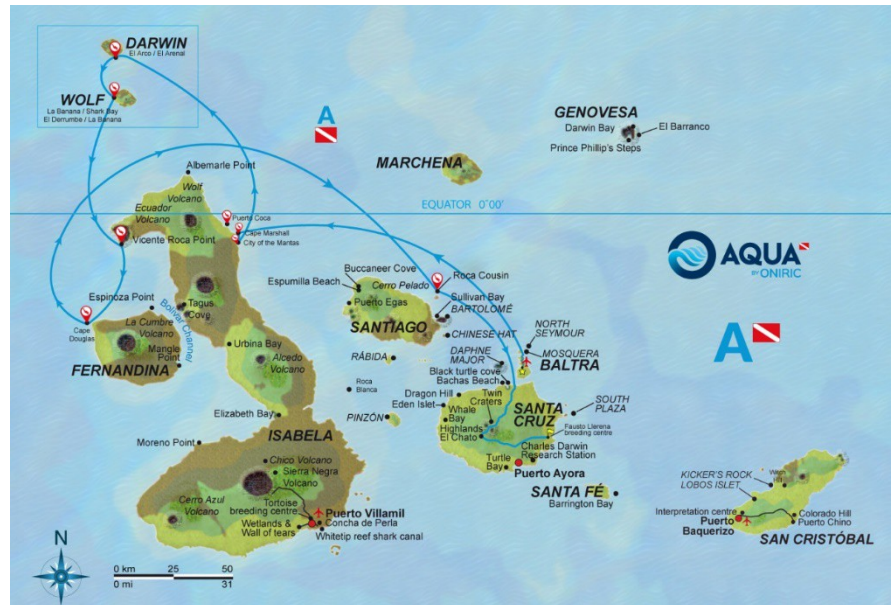 DARWIN
El Arco / El Arenal
WOLF
La Banana / Shark Bay
El Derrumbe / La Banana
A
GENOVESA
Darwin Bay
El Barranco
Prince Phillip's Steps
MARCHENA
Albemarle Point
Wolf
Volcano
Ecuador
Volcano
EQUATOR 0°00'
Puerto Coca
Cape Marshall
City of the Mantas
Vicente Roca Point
AQUA
BY ONIRIC
Buccaneer Cove
Espumilla Beach
Cerro Pelado
Roca Cousin
Puerto Egas
Sullivan Bay
BARTOLOMÉ
SANTIAGO
CHINESE HAT
Espinoza Point
Tagus
Cove
Bolivar Channel
Cape
Douglas
La Cumbre
Volcano
Mangle
Point
FERNANDINA
Urbina Bay
Alcedo
Volcano
RÁBIDA
NORTH
SEYMOUR
MOSQUERA
BALTRA
DAPHNE
MAJOR
Black turtle cove
Bachas Beach
A
Roca
Blanca
Dragon Hill
Eden Islet
Twin
Craters
Whale
Bay
SANTA
CRUZ
SOUTH
PLAZA
Elizabeth Bay
PINZÓN
Highlands
El Chato
Fausto Llerena
breeding centre
Charles Darwin
Research Station
ISABELA
Moreno Point
Turtle
Bay
Puerto Ayora
Chico Volcano
Sierra Negra
Volcano
SANTA FÉ
Barrington Bay
Cerro Azul
Volcano
Tortoise
breeding centre
Puerto Villamil
Wetlands &
Wall of tears
Concha de Perla
Whitetip reef shark canal
KICKER'S ROCK
LOBOS ISLET
Interpretation centre
Puerto
Baquerizo
Colorado Hill
Puerto Chino
SAN CRISTÓBAL
N
0 km 25 50
0 mi 31